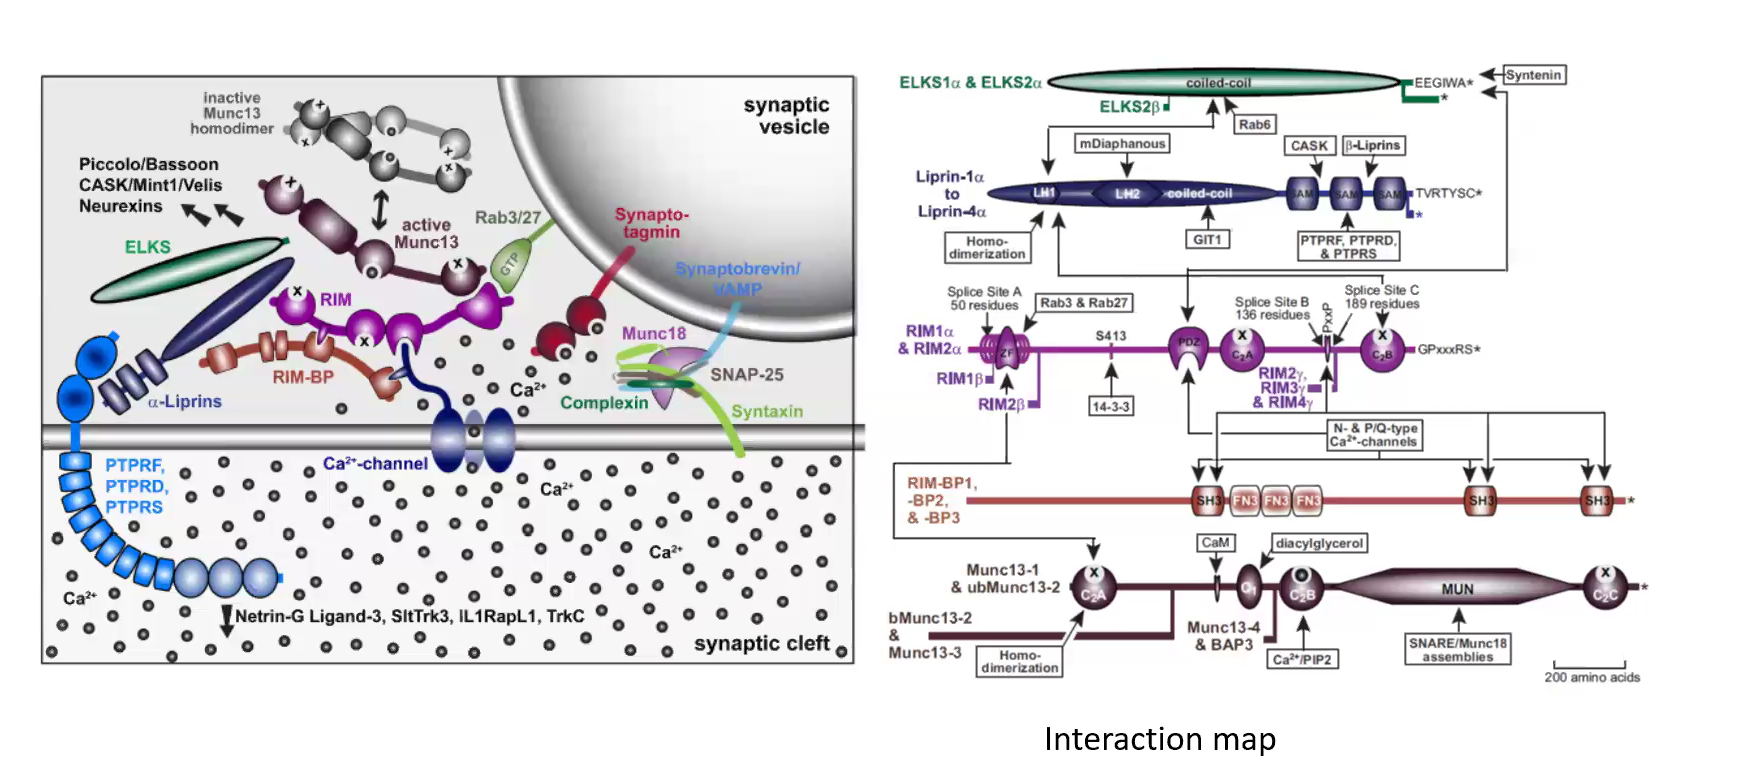 inactive
Munc13
homodimer
synaptic
vesicle
Piccolo/Bassoon
CASK/Mint1/Velis
Neurexins
x
x
x
x
x
active
Munc13
x
Rab3/27
GTP
Synapto-
tagmin
ELKS
Synaptobrevin/
VAMP
x
RIM
x
Munc18
RIM-BP
SNAP-25
Ca²⁺
Complexin
Syntaxin
α-Liprins
Ca²⁺-channel
PTPRF,
PTPRD,
PTPRS
Ca²⁺
Ca²⁺
Ca²⁺
Netrin-G Ligand-3, SltTrk3, IL1RapL1, TrkC
synaptic cleft
ELKS1α & ELKS2α
coiled-coil
EEGIWA*
Syntenin
ELKS2β
*
Rab6
mDiaphanous
CASK
β-Liprins
Liprin-1α
to
Liprin-4α
LH1
LH2
coiled-coil
SAM
SAM
SAM
TVRTYSC*
*
Homo-
dimerization
GIT1
PTPRF, PTPRD,
& PTPRS
Splice Site A
50 residues
Rab3 & Rab27
Splice Site B
136 residues
PxxP
Splice Site C
189 residues
RIM1α
& RIM2α
ZF
S413
PDZ
x
C₂A
x
C₂B
GPxxxRS*
RIM1β
RIM2β
14-3-3
RIM2γ,
RIM3γ
& RIM4γ
N- & P/Q-type
Ca²⁺-channels
RIM-BP1,
-BP2,
& -BP3
SH3
FN3
FN3
FN3
SH3
SH3
*
CaM
diacylglycerol
Munc13-1
& ubMunc13-2
x
C₂A
C₁
C₂B
MUN
x
C₂C
*
bMunc13-2
&
Munc13-3
Munc13-4
& BAP3
Homo-
dimerization
Ca²⁺/PIP2
SNARE/Munc18
assemblies
200 amino acids
Interaction map